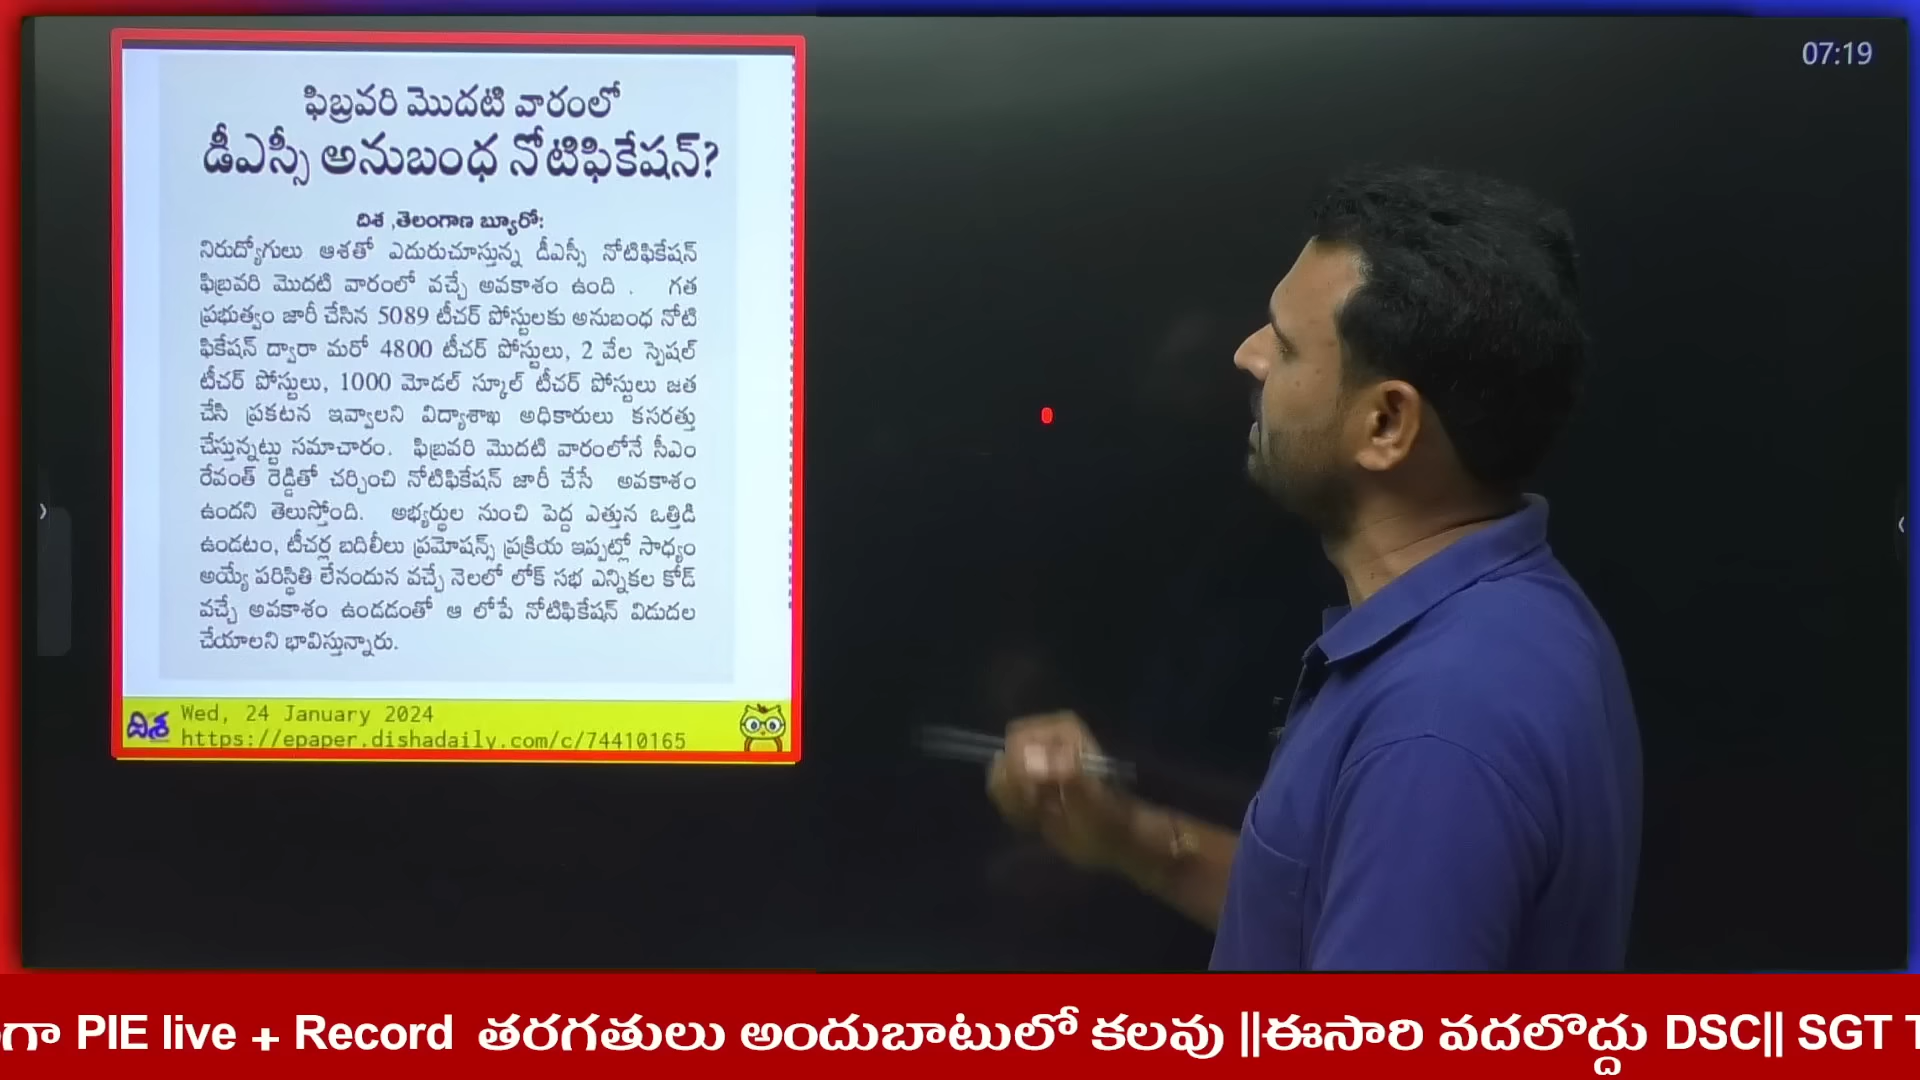 07:19
ఫిబ్రవరి మొదటి వారంలో
డీఎస్సీ అనుబంధ నోటిఫికేషన్?
దిశ ,తెలంగాణ బ్యూరో:
నిరుద్యోగులు ఆశతో ఎదురుచూస్తున్న డీఎస్సీ నోటిఫికేషన్
ఫిబ్రవరి మొదటి వారంలో వచ్చే అవకాశం ఉంది . గత
ప్రభుత్వం జారీ చేసిన 5089 టీచర్ పోస్టులకు అనుబంధ నోటి
ఫికేషన్ ద్వారా మరో 4800 టీచర్ పోస్టులు, 2 వేల స్పెషల్
టీచర్ పోస్టులు, 1000 మోడల్ స్కూల్ టీచర్ పోస్టులు జత
చేసి ప్రకటన ఇవ్వాలని విద్యాశాఖ అధికారులు కసరత్తు
చేస్తున్నట్టు సమాచారం. ఫిబ్రవరి మొదటి వారంలోనే సీఎం
రేవంత్ రెడ్డితో చర్చించి నోటిఫికేషన్ జారీ చేసే అవకాశం
ఉందని తెలుస్తోంది. అభ్యర్థుల నుంచి పెద్ద ఎత్తున ఒత్తిడి
ఉండటం, టీచర్ల బదిలీలు ప్రమోషన్స్ ప్రక్రియ ఇప్పట్లో సాధ్యం
అయ్యే పరిస్థితి లేనందున వచ్చే నెలలో లోక్ సభ ఎన్నికల కోడ్
వచ్చే అవకాశం ఉండడంతో ఆ లోపే నోటిఫికేషన్ విడుదల
చేయాలని భావిస్తున్నారు.
దిశ Wed, 24 January 2024
https://epaper.dishadaily.com/c/74410165
గా PIE live + Record తరగతులు అందుబాటులో కలవు ||ఈసారి వదలొద్దు DSC|| SGT